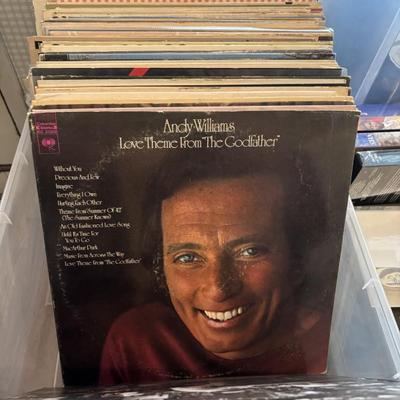 Andy Williams
Love Theme From "The Godfather"
Without You
Precious And Few
Imagine
Everything I Own
Hurting Each Other
Theme From "Summer Of '42"
(The Summer Knows)
An Old Fashioned Love Song
Until It's Time For
You To Go
MacArthur Park
Music From Across The Way
Love Theme From "The Godfather"